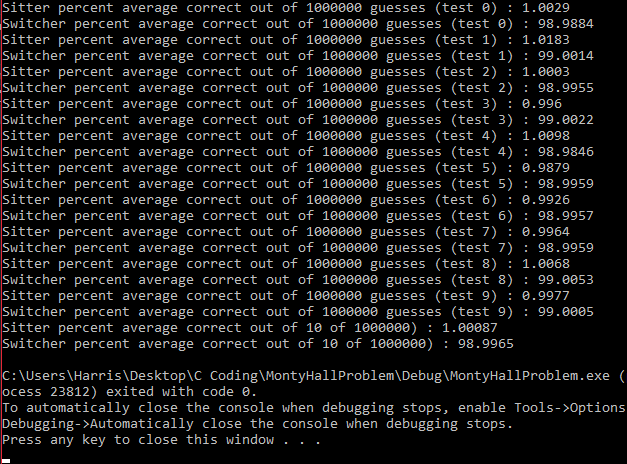 Sitter percent average correct out of 1000000 guesses (test 0) : 1.0029
Switcher percent average correct out of 1000000 guesses (test 0) : 98.9884
Sitter percent average correct out of 1000000 guesses (test 1) : 1.0183
Switcher percent average correct out of 1000000 guesses (test 1) : 99.0014
Sitter percent average correct out of 1000000 guesses (test 2) : 1.0003
Switcher percent average correct out of 1000000 guesses (test 2) : 98.9955
Sitter percent average correct out of 1000000 guesses (test 3) : 0.996
Switcher percent average correct out of 1000000 guesses (test 3) : 99.0022
Sitter percent average correct out of 1000000 guesses (test 4) : 1.0098
Switcher percent average correct out of 1000000 guesses (test 4) : 98.9846
Sitter percent average correct out of 1000000 guesses (test 5) : 0.9879
Switcher percent average correct out of 1000000 guesses (test 5) : 98.9959
Sitter percent average correct out of 1000000 guesses (test 6) : 0.9926
Switcher percent average correct out of 1000000 guesses (test 6) : 98.9957
Sitter percent average correct out of 1000000 guesses (test 7) : 0.9964
Switcher percent average correct out of 1000000 guesses (test 7) : 98.9959
Sitter percent average correct out of 1000000 guesses (test 8) : 1.0068
Switcher percent average correct out of 1000000 guesses (test 8) : 99.0053
Sitter percent average correct out of 1000000 guesses (test 9) : 0.9977
Switcher percent average correct out of 1000000 guesses (test 9) : 99.0005
Sitter percent average correct out of 10 of 1000000) : 1.00087
Switcher percent average correct out of 10 of 1000000) : 98.9965
C:\Users\Harris\Desktop\C Coding\MontyHallProblem\Debug\MontyHallProblem.exe (
ocess 23812) exited with code 0.
To automatically close the console when debugging stops, enable Tools->Options
Debugging->Automatically close the console when debugging stops.
Press any key to close this window . . .